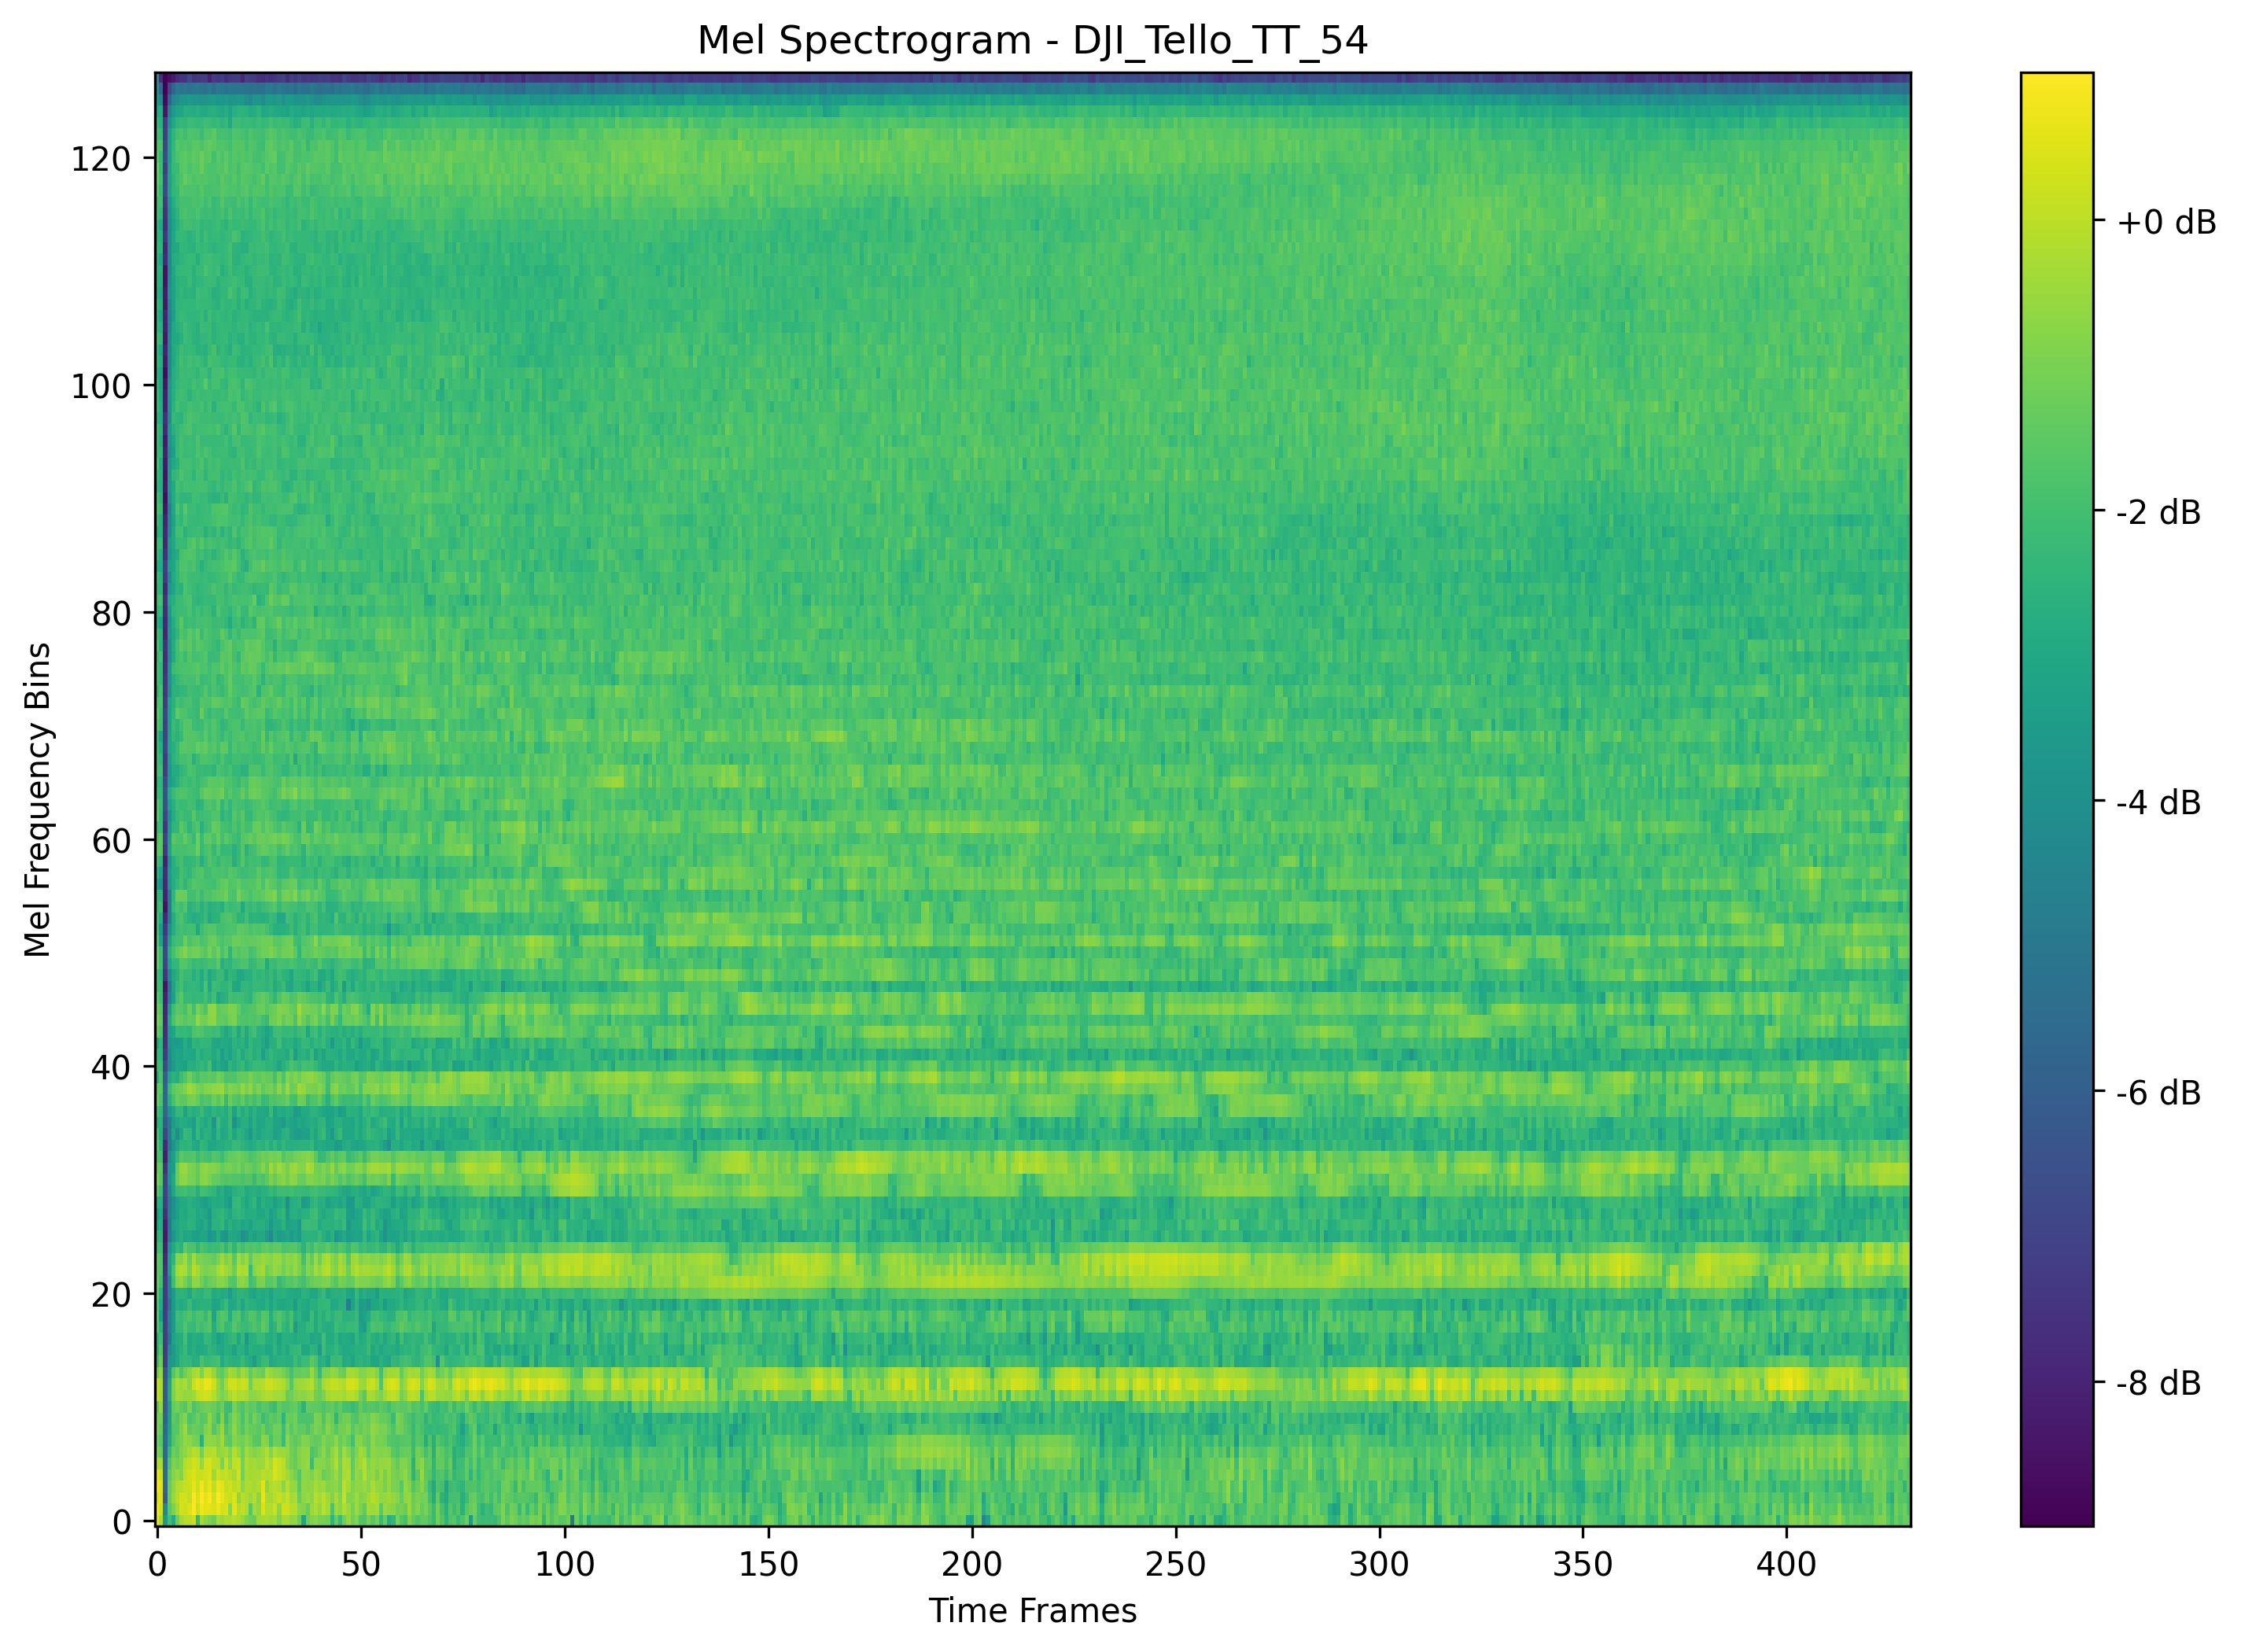 Mel Spectrogram - DJI_Tello_TT_54
Mel Frequency Bins
120
100
80
60
40
20
0
0 50 100 150 200 250 300 350 400
Time Frames
+0 dB
-2 dB
-4 dB
-6 dB
-8 dB